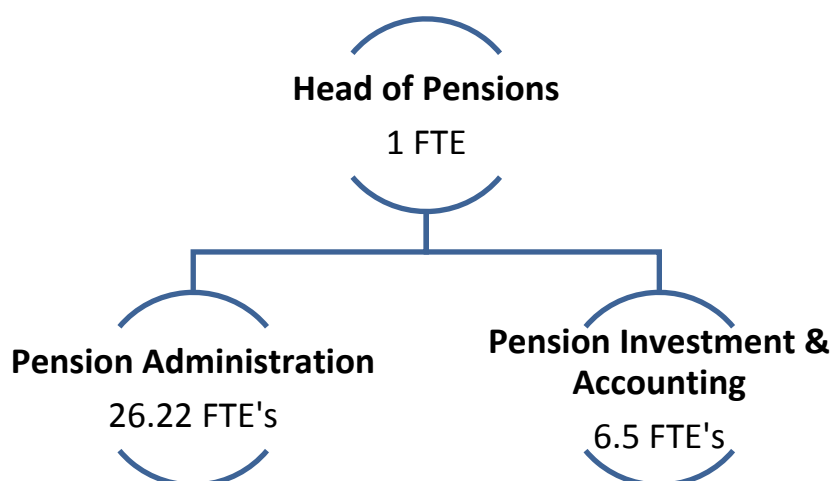 Head of Pensions
1 FTE
Pension Administration
26.22 FTE's
Pension Investment &
Accounting
6.5 FTE's